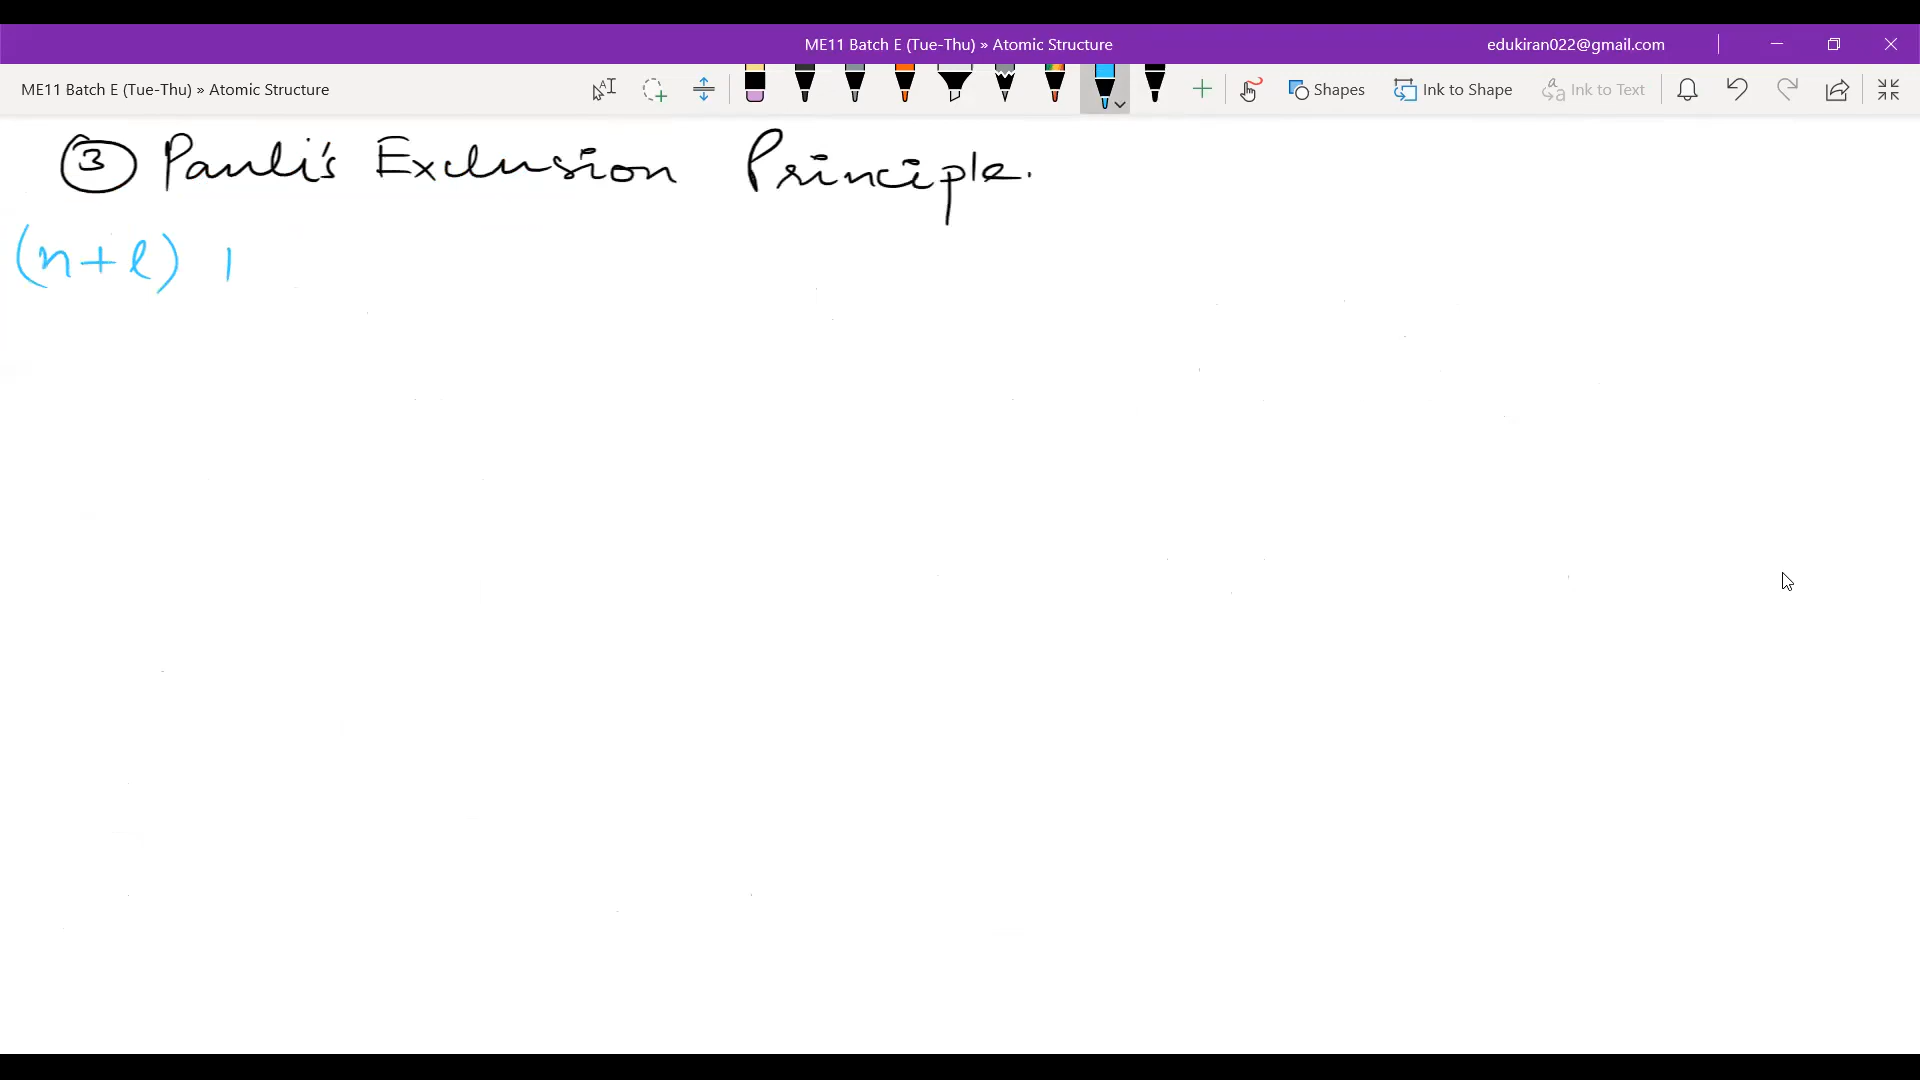 ME11 Batch E (Tue-Thu) » Atomic Structure
edukiran022@gmail.com
ME11 Batch E (Tue-Thu) » Atomic Structure
Shapes
Ink to Shape
Ink to Text
③ Pauli's Exclusion Principle.
(n+l) 1